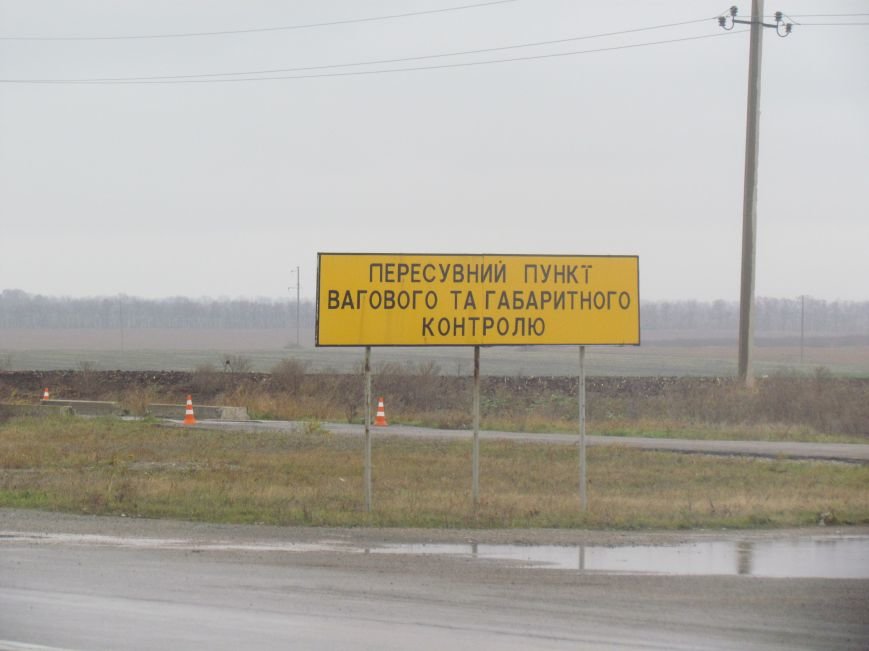 ПЕРЕСУВНИЙ ПУНКТ
ВАГОВОГО ТА ГАБАРИТНОГО
КОНТРОЛЮ